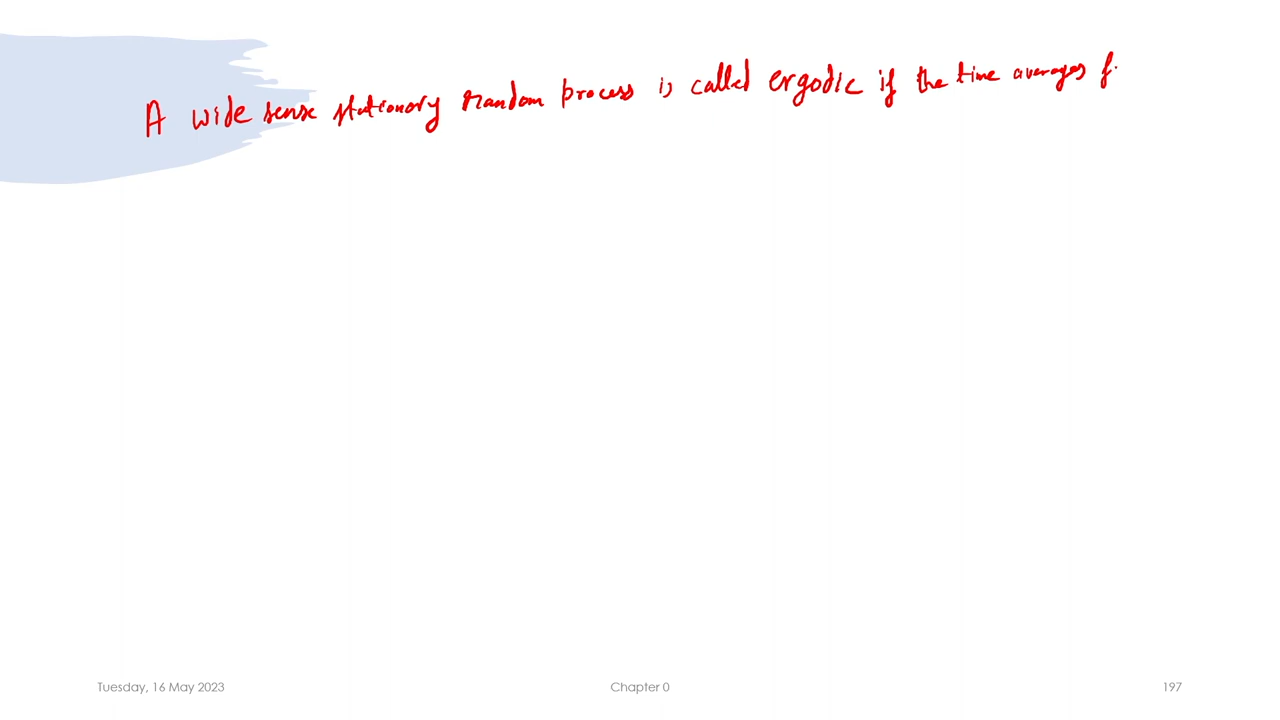 A wide sense stationary random process is called ergodic if the time averages f
Tuesday, 16 May 2023
Chapter 0
197